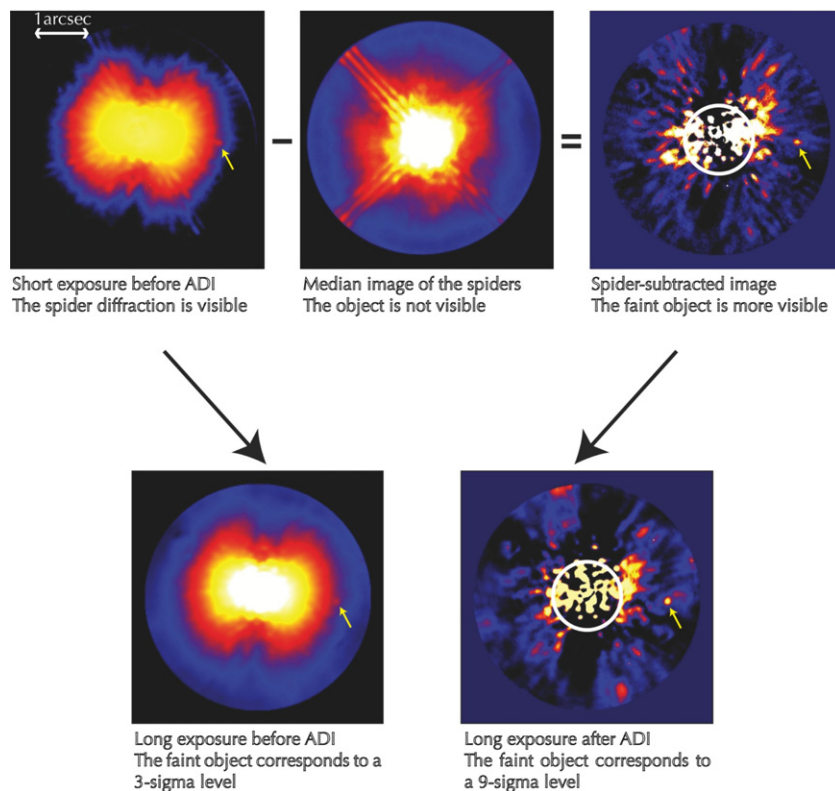 1arcsec
Short exposure before ADI
The spider diffraction is visible
Median image of the spiders
The object is not visible
Spider-subtracted image
The faint object is more visible
Long exposure before ADI
The faint object corresponds to a
3-sigma level
Long exposure after ADI
The faint object corresponds to
a 9-sigma level